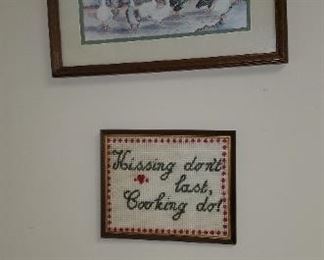 Kissing don't
last,
Cooking do!